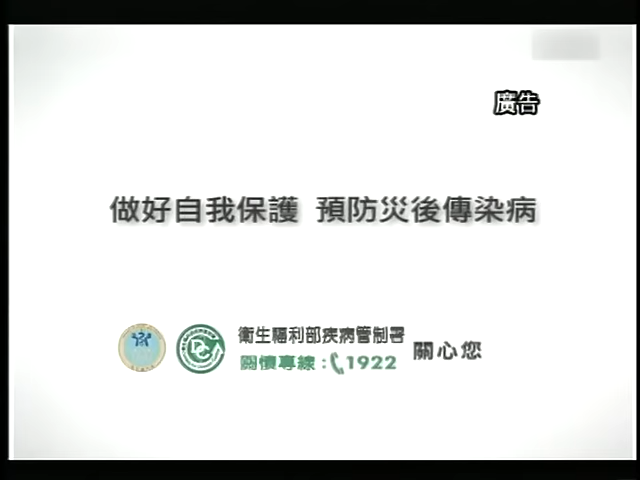 廣告
做好自我保護 預防災後傳染病
衛生福利部疾病管制署
關懷專線：1922
關心您